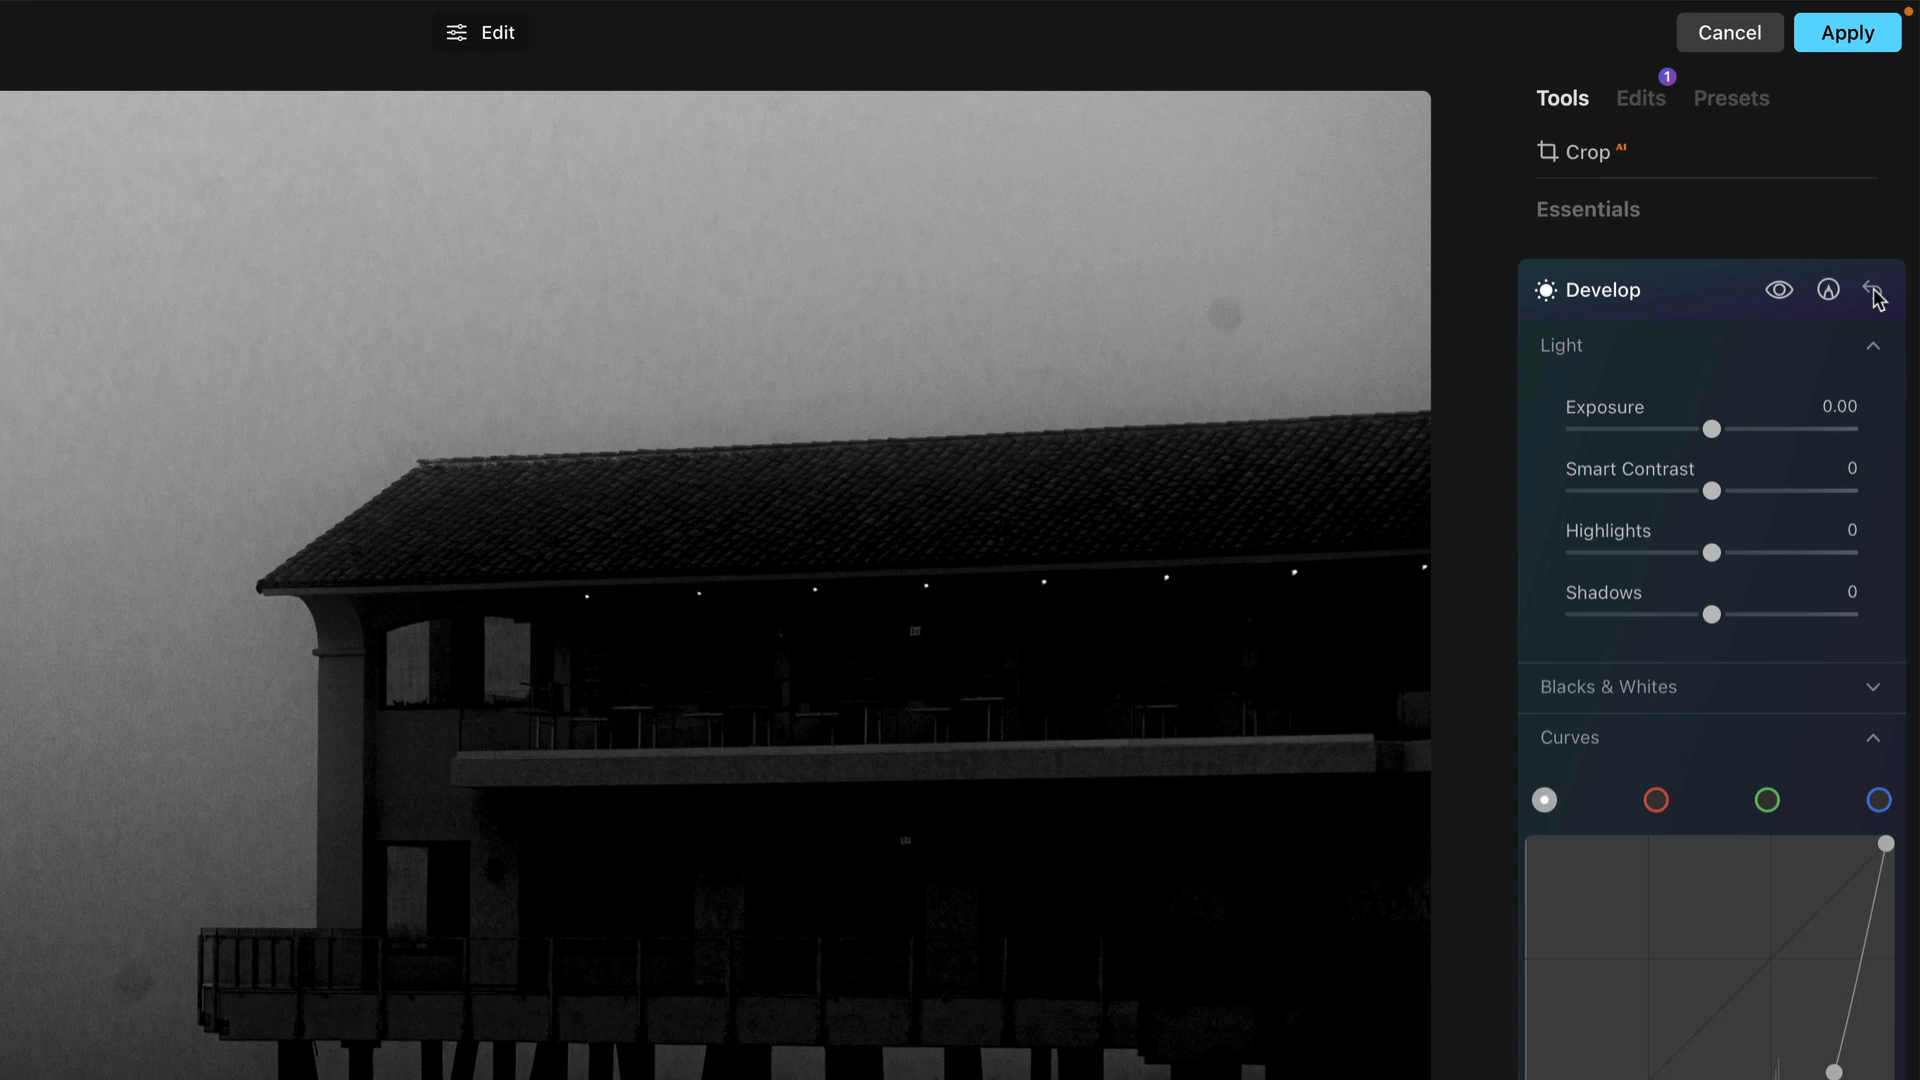 Edit
Cancel
Apply
1
Tools
Edits
Presets
Crop AI
Essentials
Develop
Light
Exposure
0.00
Smart Contrast
0
Highlights
0
Shadows
0
Blacks & Whites
Curves
EXIT